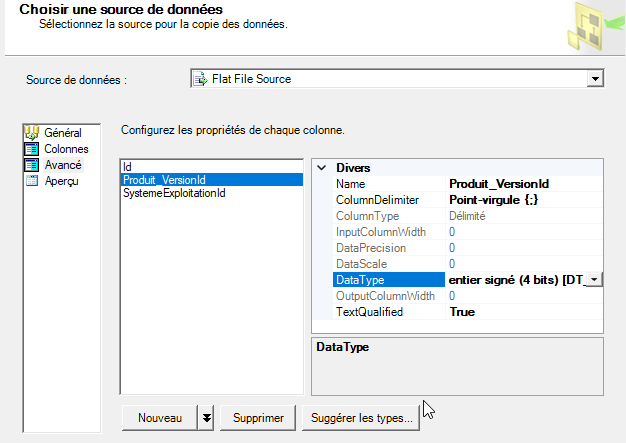 Choisir une source de données
Sélectionnez la source pour la copie des données.
Source de données :
Flat File Source
Général
Colonnes
Avancé
Aperçu
Configurez les propriétés de chaque colonne.
Id
Produit_VersionId
SystemeExploitationId
Divers
Name Produit_VersionId
ColumnDelimiter Point-virgule {;}
ColumnType Délimité
InputColumnWidth 0
DataPrecision 0
DataScale 0
DataType entier signé (4 bits) [DT_
OutputColumnWidth 0
TextQualified True
DataType
Nouveau
Supprimer
Suggérer les types...